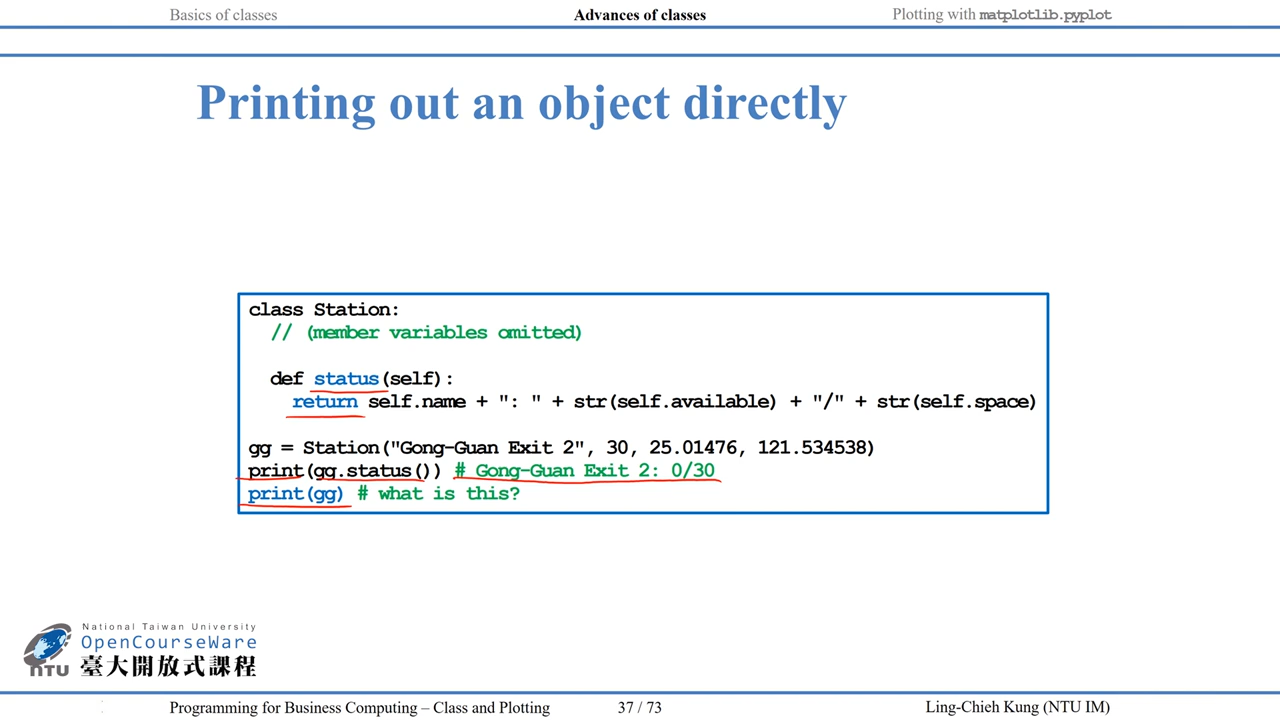 Basics of classes
Advances of classes
Plotting with matplotlib.pyplot
Printing out an object directly
class Station:
// (member variables omitted)
def status(self):
return self.name + ": " + str(self.available) + "/" + str(self.space)
gg = Station("Gong-Guan Exit 2", 30, 25.01476, 121.534538)
print(gg.status()) # Gong-Guan Exit 2: 0/30
print(gg) # what is this?
National Taiwan University
OpenCourseWare
NTU 臺大開放式課程
Programming for Business Computing – Class and Plotting
37 / 73
Ling-Chieh Kung (NTU IM)